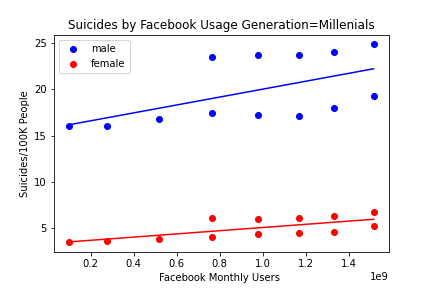 Suicides by Facebook Usage Generation=Millenials
male
female
Suicides/100K People
25
20
15
10
5
0.2 0.4 0.6 0.8 1.0 1.2 1.4
1e9
Facebook Monthly Users